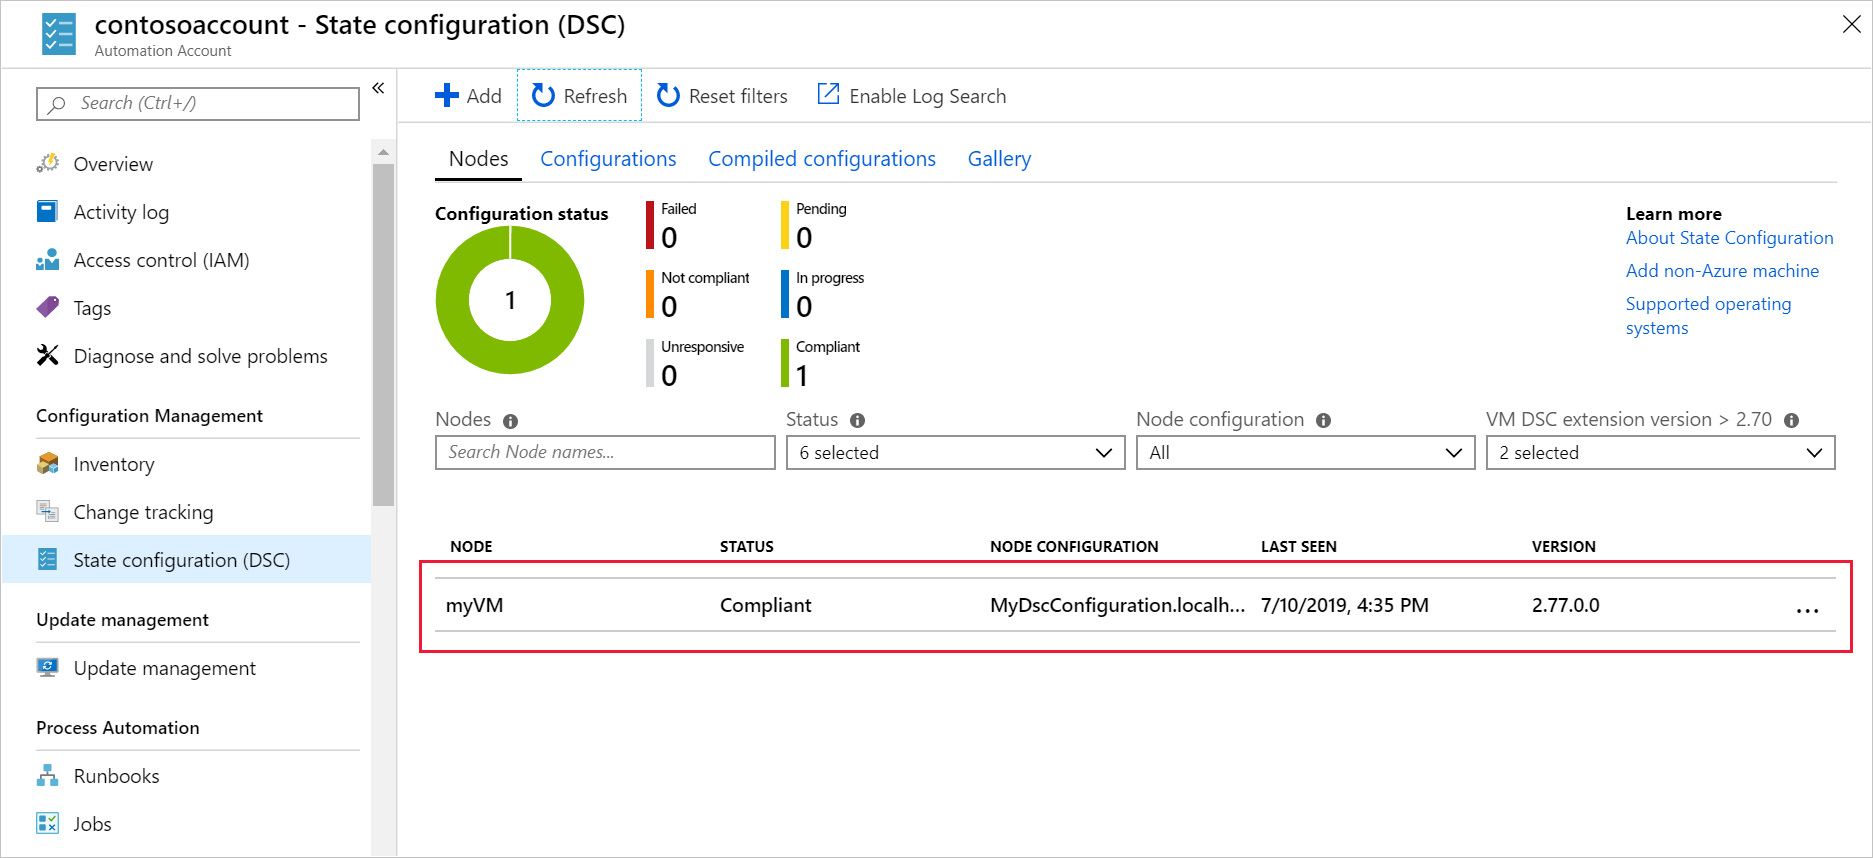 contosoaccount - State configuration (DSC)
Automation Account
Search (Ctrl+/)
Overview
Activity log
Access control (IAM)
Tags
Diagnose and solve problems
Configuration Management
Inventory
Change tracking
State configuration (DSC)
Update management
Update management
Process Automation
Runbooks
Jobs
Add Refresh Reset filters Enable Log Search
Nodes Configurations Compiled configurations Gallery
Configuration status
1
Failed
0
Pending
0
Not compliant
0
In progress
0
Unresponsive
0
Compliant
1
Learn more
About State Configuration
Add non-Azure machine
Supported operating
systems
Nodes Status Node configuration VM DSC extension version > 2.70
Search Node names... 6 selected All 2 selected
NODE STATUS NODE CONFIGURATION LAST SEEN VERSION
myVM Compliant MyDscConfiguration.localh... 7/10/2019, 4:35 PM 2.77.0.0 ...